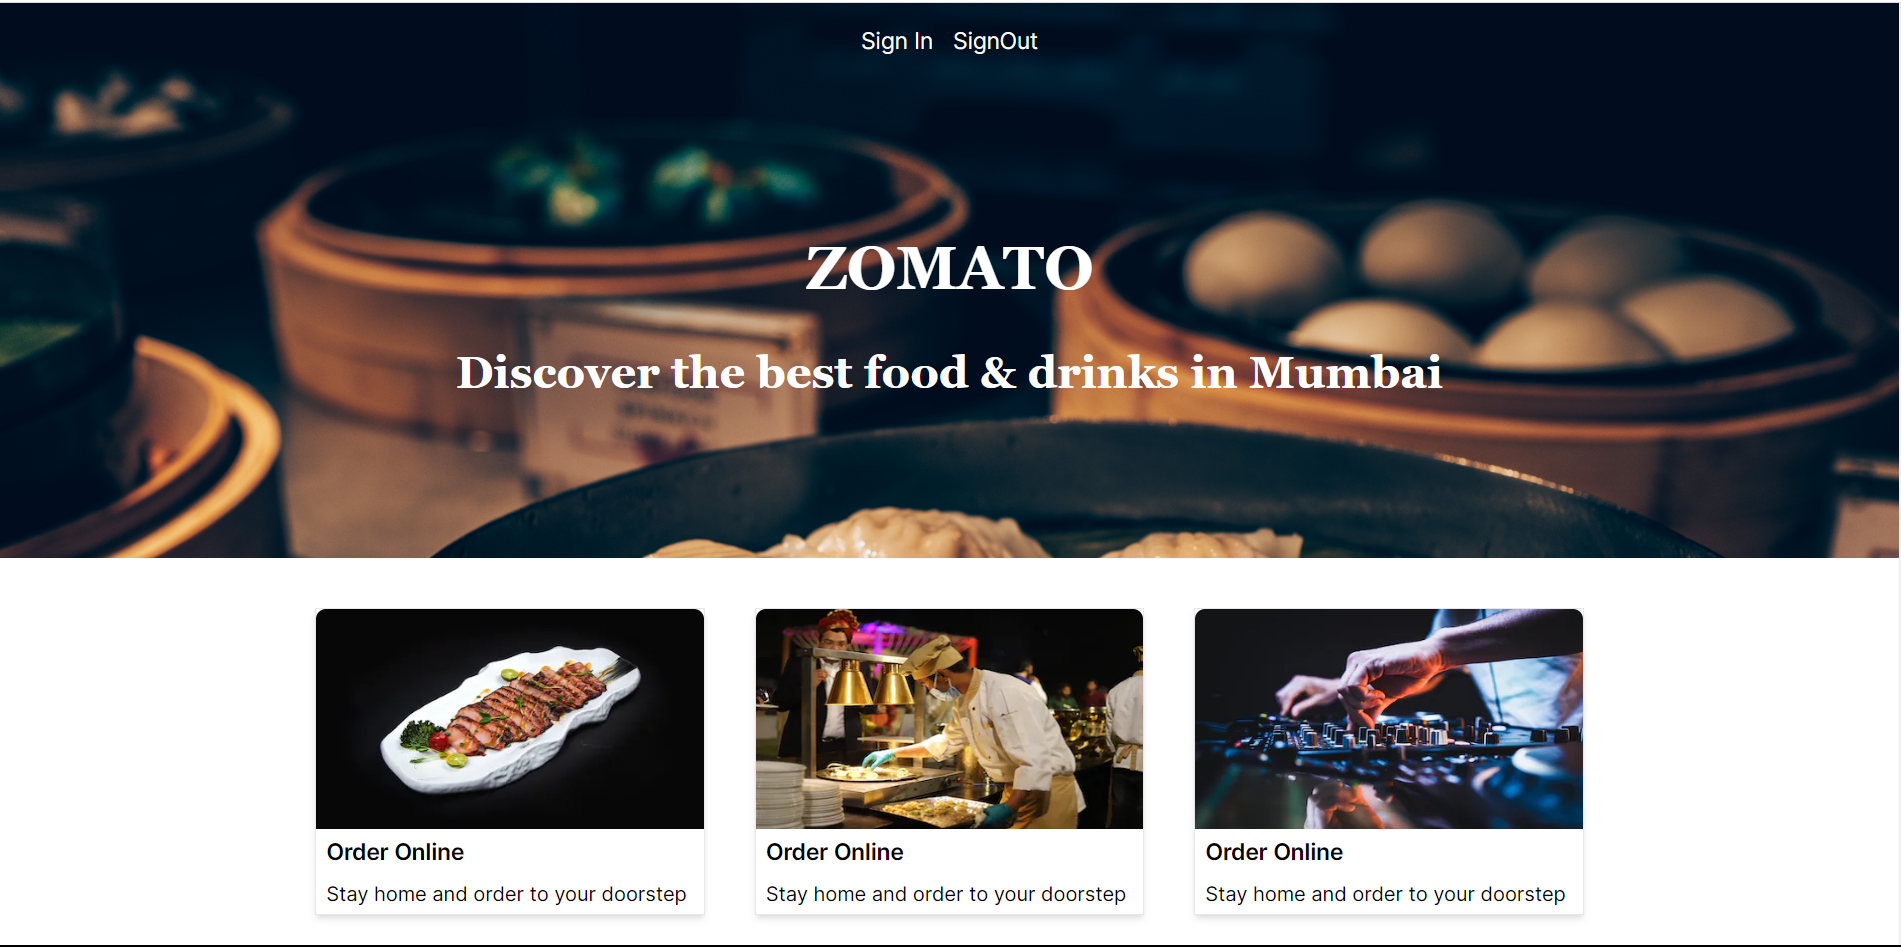 Sign In SignOut
ZOMATO
Discover the best food & drinks in Mumbai
Order Online
Stay home and order to your doorstep
Order Online
Stay home and order to your doorstep
Order Online
Stay home and order to your doorstep